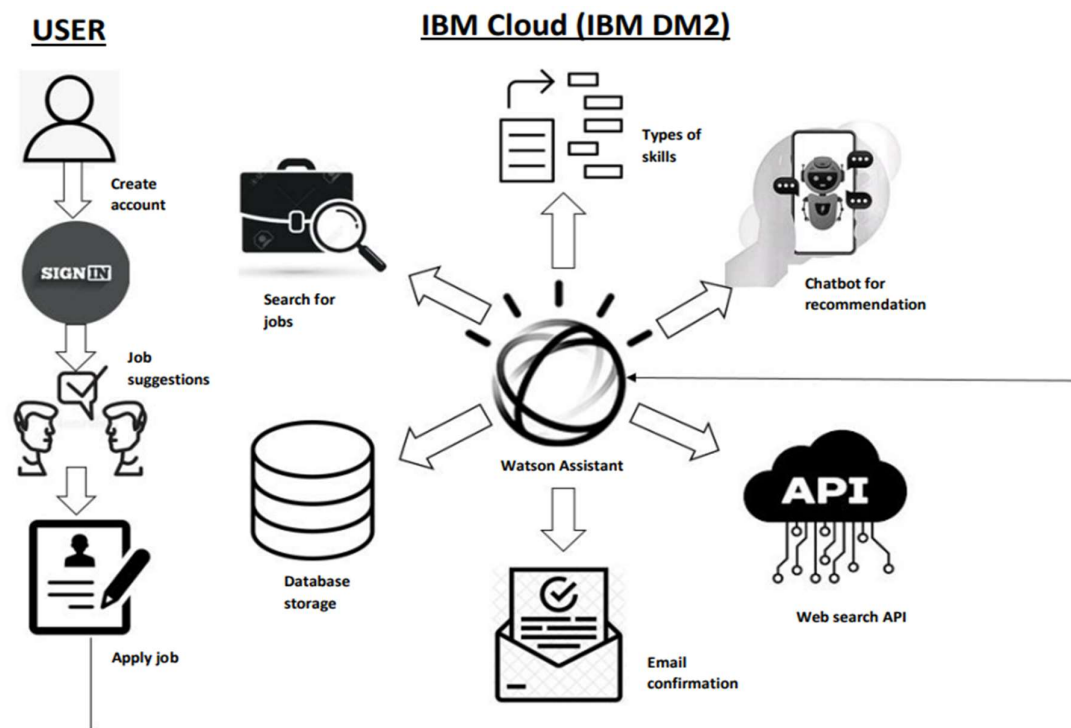 USER
IBM Cloud (IBM DM2)
Create
account
SIGN IN
Job
suggestions
Apply job
Types of
skills
Search for
jobs
Chatbot for
recommendation
Watson Assistant
Database
storage
API
Web search API
Email
confirmation